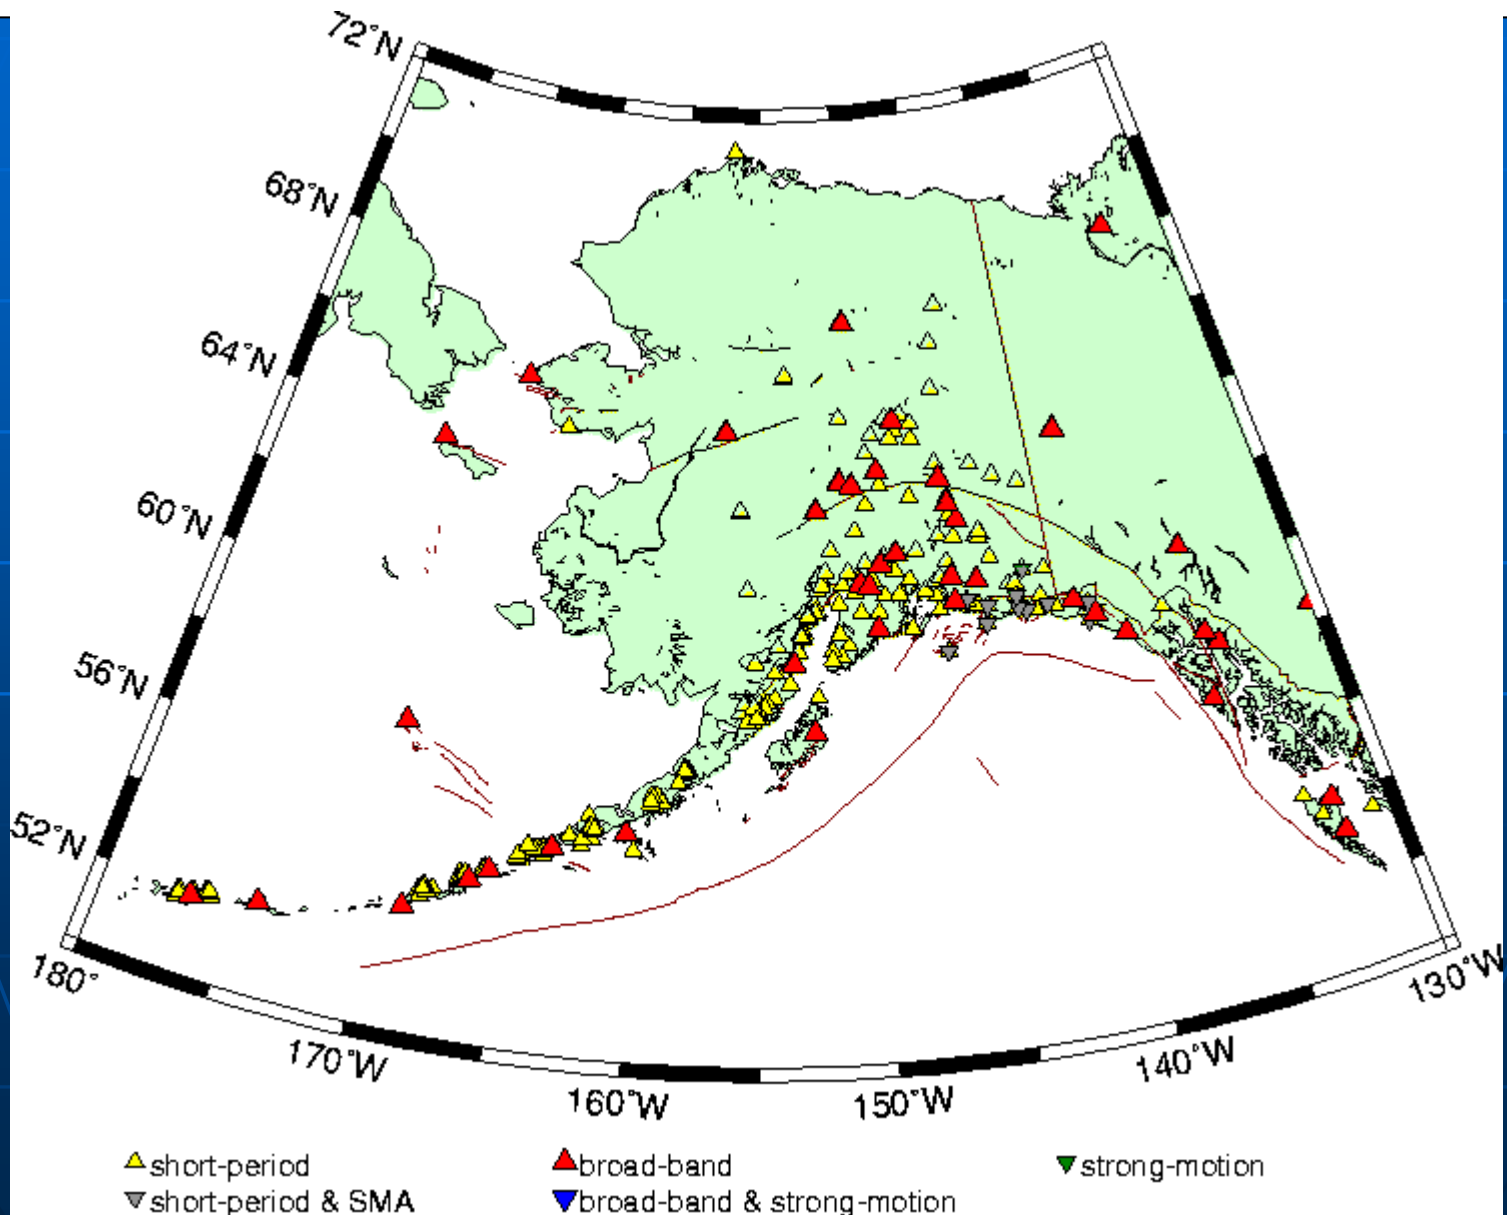 72°N
68°N
64°N
60°N
56°N
52°N
180°
170°W
160°W
150°W
140°W
130°W
short-period
broad-band
strong-motion
short-period & SMA
broad-band & strong-motion